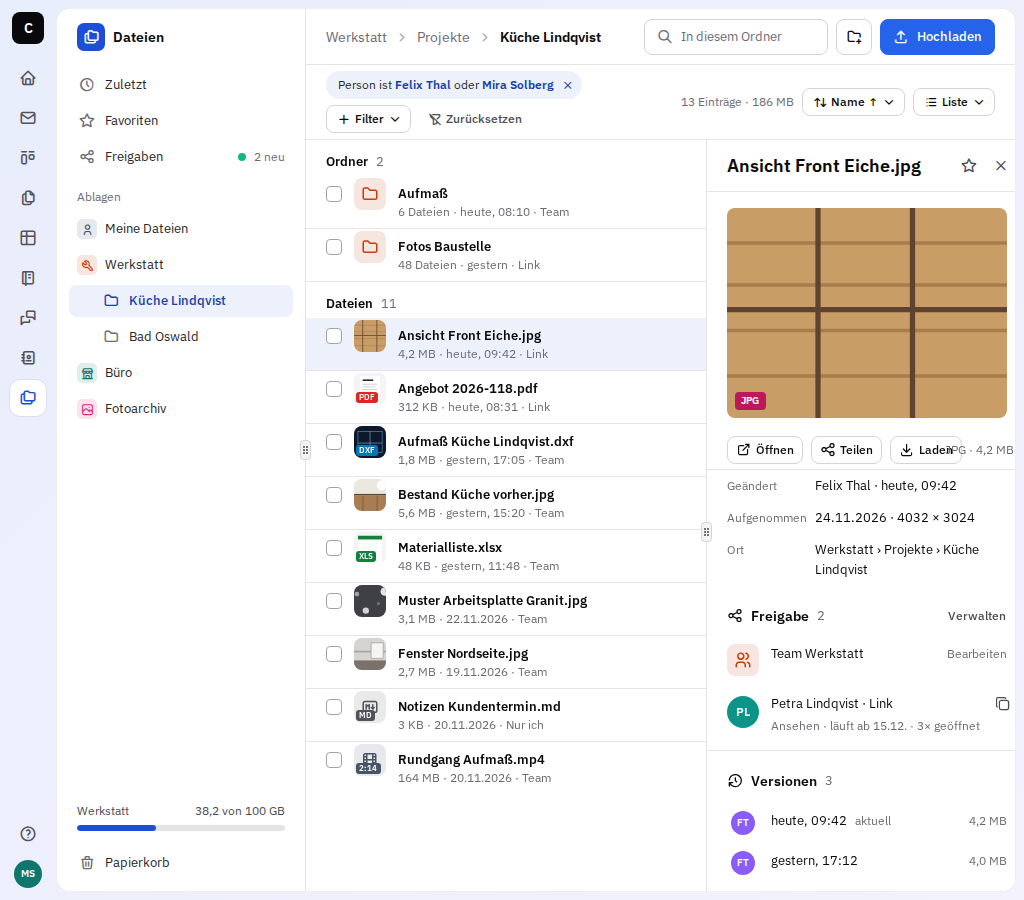 C
Dateien
Zuletzt
Favoriten
Freigaben
2 neu
Ablagen
Meine Dateien
Werkstatt
Küche Lindqvist
Bad Oswald
Büro
Fotoarchiv
Werkstatt
38,2 von 100 GB
Papierkorb
MS
Werkstatt
Projekte
Küche Lindqvist
In diesem Ordner
Hochladen
Person ist Felix Thal oder Mira Solberg
Filter
Zurücksetzen
13 Einträge · 186 MB
Name ↑
Liste
Ordner 2
Aufmaß
6 Dateien · heute, 08:10 · Team
Fotos Baustelle
48 Dateien · gestern · Link
Dateien 11
Ansicht Front Eiche.jpg
4,2 MB · heute, 09:42 · Link
PDF
Angebot 2026-118.pdf
312 KB · heute, 08:31 · Link
DXF
Aufmaß Küche Lindqvist.dxf
1,8 MB · gestern, 17:05 · Team
Bestand Küche vorher.jpg
5,6 MB · gestern, 15:20 · Team
XLS
Materialliste.xlsx
48 KB · gestern, 11:48 · Team
Muster Arbeitsplatte Granit.jpg
3,1 MB · 22.11.2026 · Team
Fenster Nordseite.jpg
2,7 MB · 19.11.2026 · Team
MD
Notizen Kundentermin.md
3 KB · 20.11.2026 · Nur ich
2:14
Rundgang Aufmaß.mp4
164 MB · 20.11.2026 · Team
Ansicht Front Eiche.jpg
JPG
Öffnen
Teilen
Laden
JPG · 4,2 MB
Geändert
Felix Thal · heute, 09:42
Aufgenommen
24.11.2026 · 4032 × 3024
Ort
Werkstatt › Projekte › Küche
Lindqvist
Freigabe 2
Verwalten
Team Werkstatt
Bearbeiten
PL
Petra Lindqvist · Link
Ansehen · läuft ab 15.12. · 3× geöffnet
Versionen 3
FT
heute, 09:42 aktuell
4,2 MB
FT
gestern, 17:12
4,0 MB